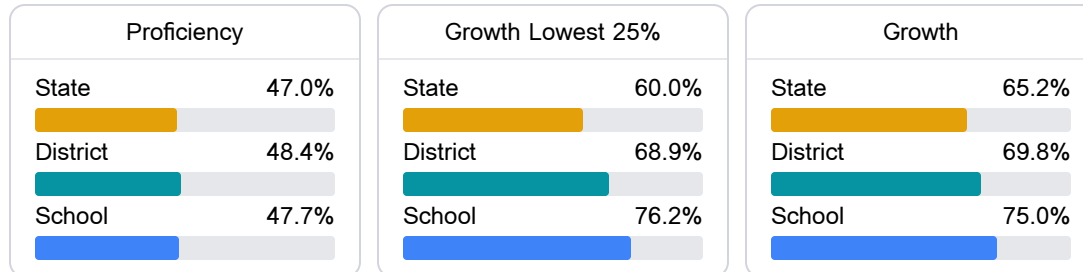 Proficiency
State 47.0%
District 48.4%
School 47.7%
Growth Lowest 25%
State 60.0%
District 68.9%
School 76.2%
Growth
State 65.2%
District 69.8%
School 75.0%